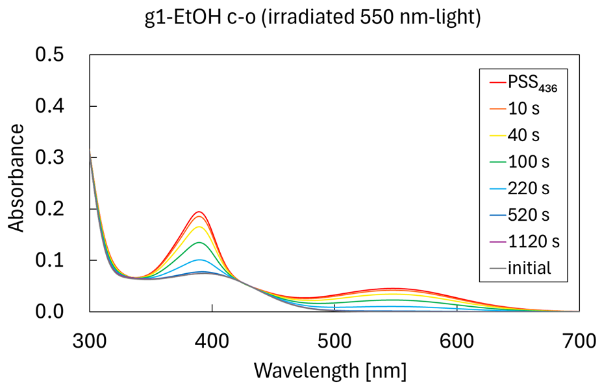 g1-EtOH c-o (irradiated 550 nm-light)
0.5
0.4
0.3
0.2
0.1
0.0
Absorbance
PSS436
10 s
40 s
100 s
220 s
520 s
1120 s
initial
300 400 500 600 700
Wavelength [nm]